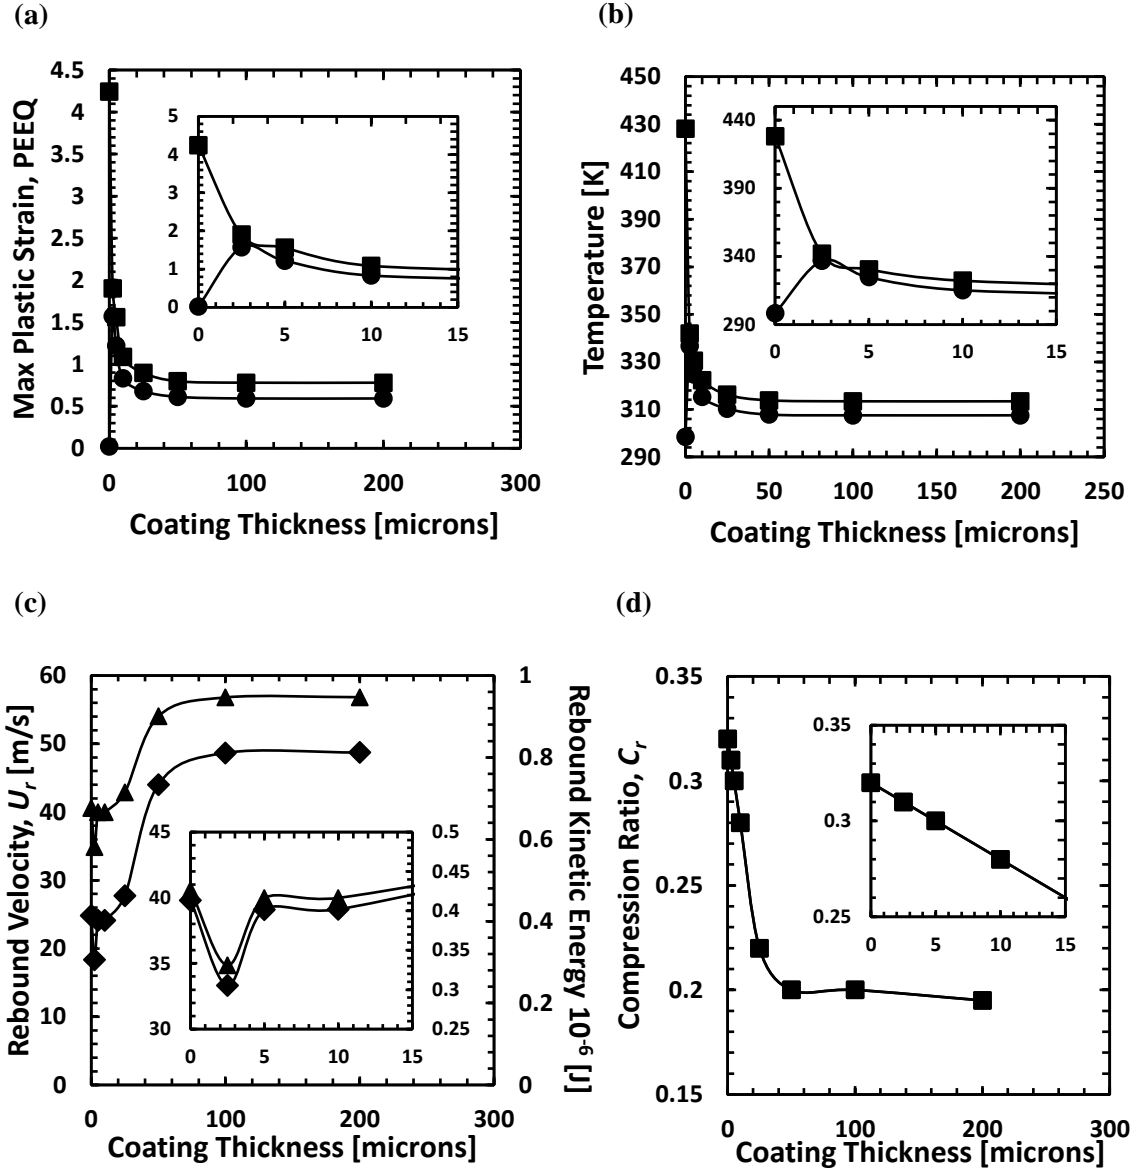 (a)
Max Plastic Strain, PEEQ
4.5
4
3.5
3
2.5
2
1.5
1
0.5
0
0 100 200 300
Coating Thickness [microns]
5
4
3
2
1
0
0 5 10 15
(b)
Temperature [K]
450
430
410
390
370
350
330
310
290
0 50 100 150 200 250
Coating Thickness [microns]
440
390
340
290
0 5 10 15
(c)
Rebound Velocity, Ur [m/s]
60
50
40
30
20
10
0
0 100 200 300
Coating Thickness [microns]
1
0.8
0.6
0.4
0.2
0
Rebound Kinetic Energy 10-6 [J]
45
40
35
30
0 5 10 15
0.5
0.45
0.4
0.35
0.3
0.25
(d)
Compression Ratio, Cr
0.35
0.3
0.25
0.2
0.15
0 100 200 300
Coating Thickness [microns]
0.35
0.3
0.25
0 5 10 15